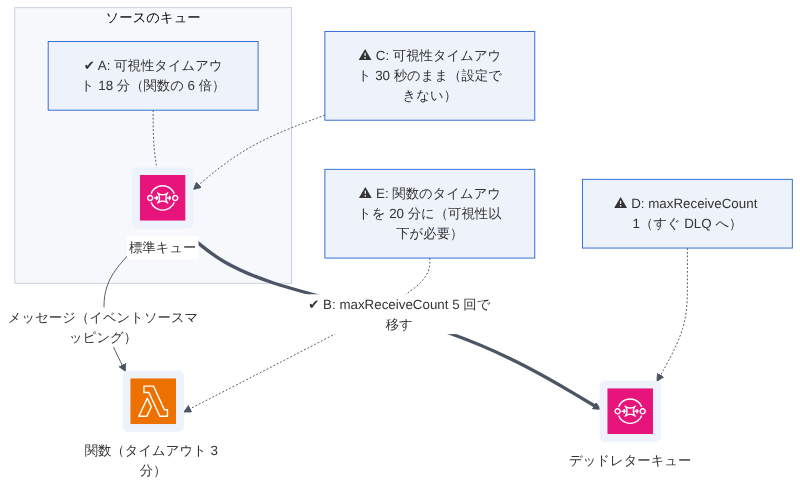 ソースのキュー
✔ A: 可視性タイムアウ
ト 18 分（関数の 6 倍）
⚠ C: 可視性タイムアウ
ト 30 秒のまま（設定で
きない）
⚠ E: 関数のタイムアウ
トを 20 分に（可視性以
下が必要）
⚠ D: maxReceiveCount
1（すぐ DLQ へ）
標準キュー
✔ B: maxReceiveCount 5 回で
移す
メッセージ（イベントソースマ
ッピング）
関数（タイムアウト 3
分）
デッドレターキュー